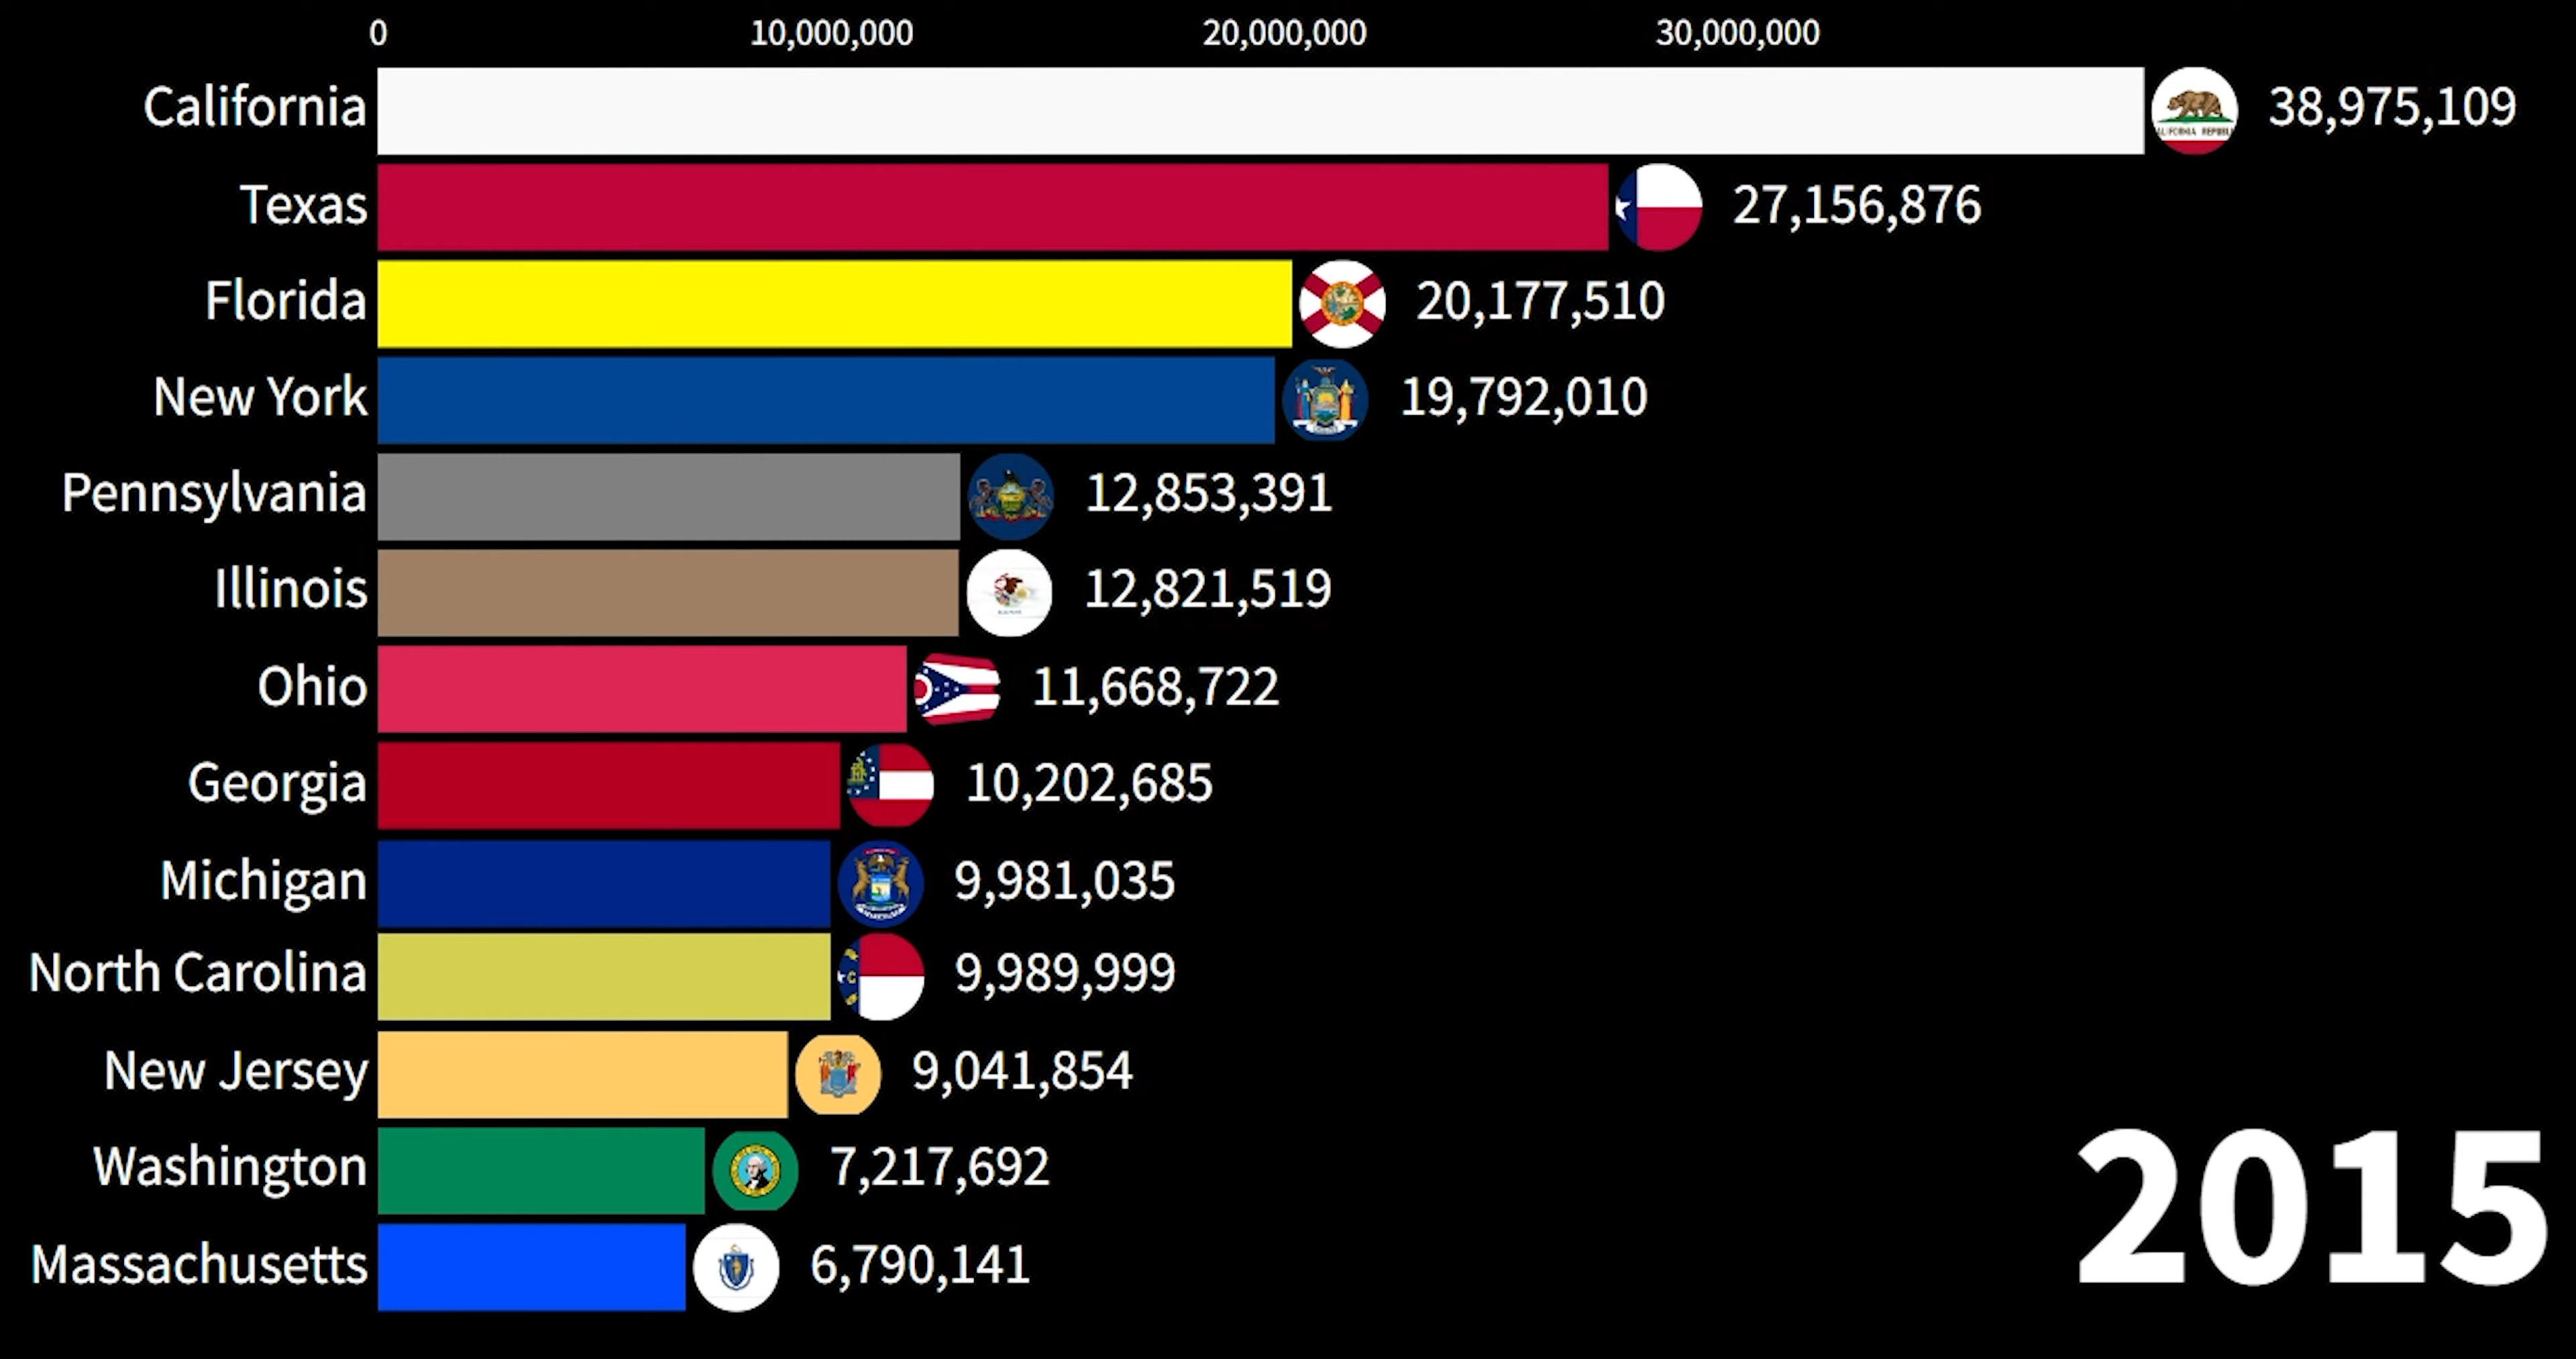 0 10,000,000 20,000,000 30,000,000
California 38,975,109
Texas 27,156,876
Florida 20,177,510
New York 19,792,010
Pennsylvania 12,853,391
Illinois 12,821,519
Ohio 11,668,722
Georgia 10,202,685
Michigan 9,981,035
North Carolina 9,989,999
New Jersey 9,041,854
Washington 7,217,692
Massachusetts 6,790,141
2015